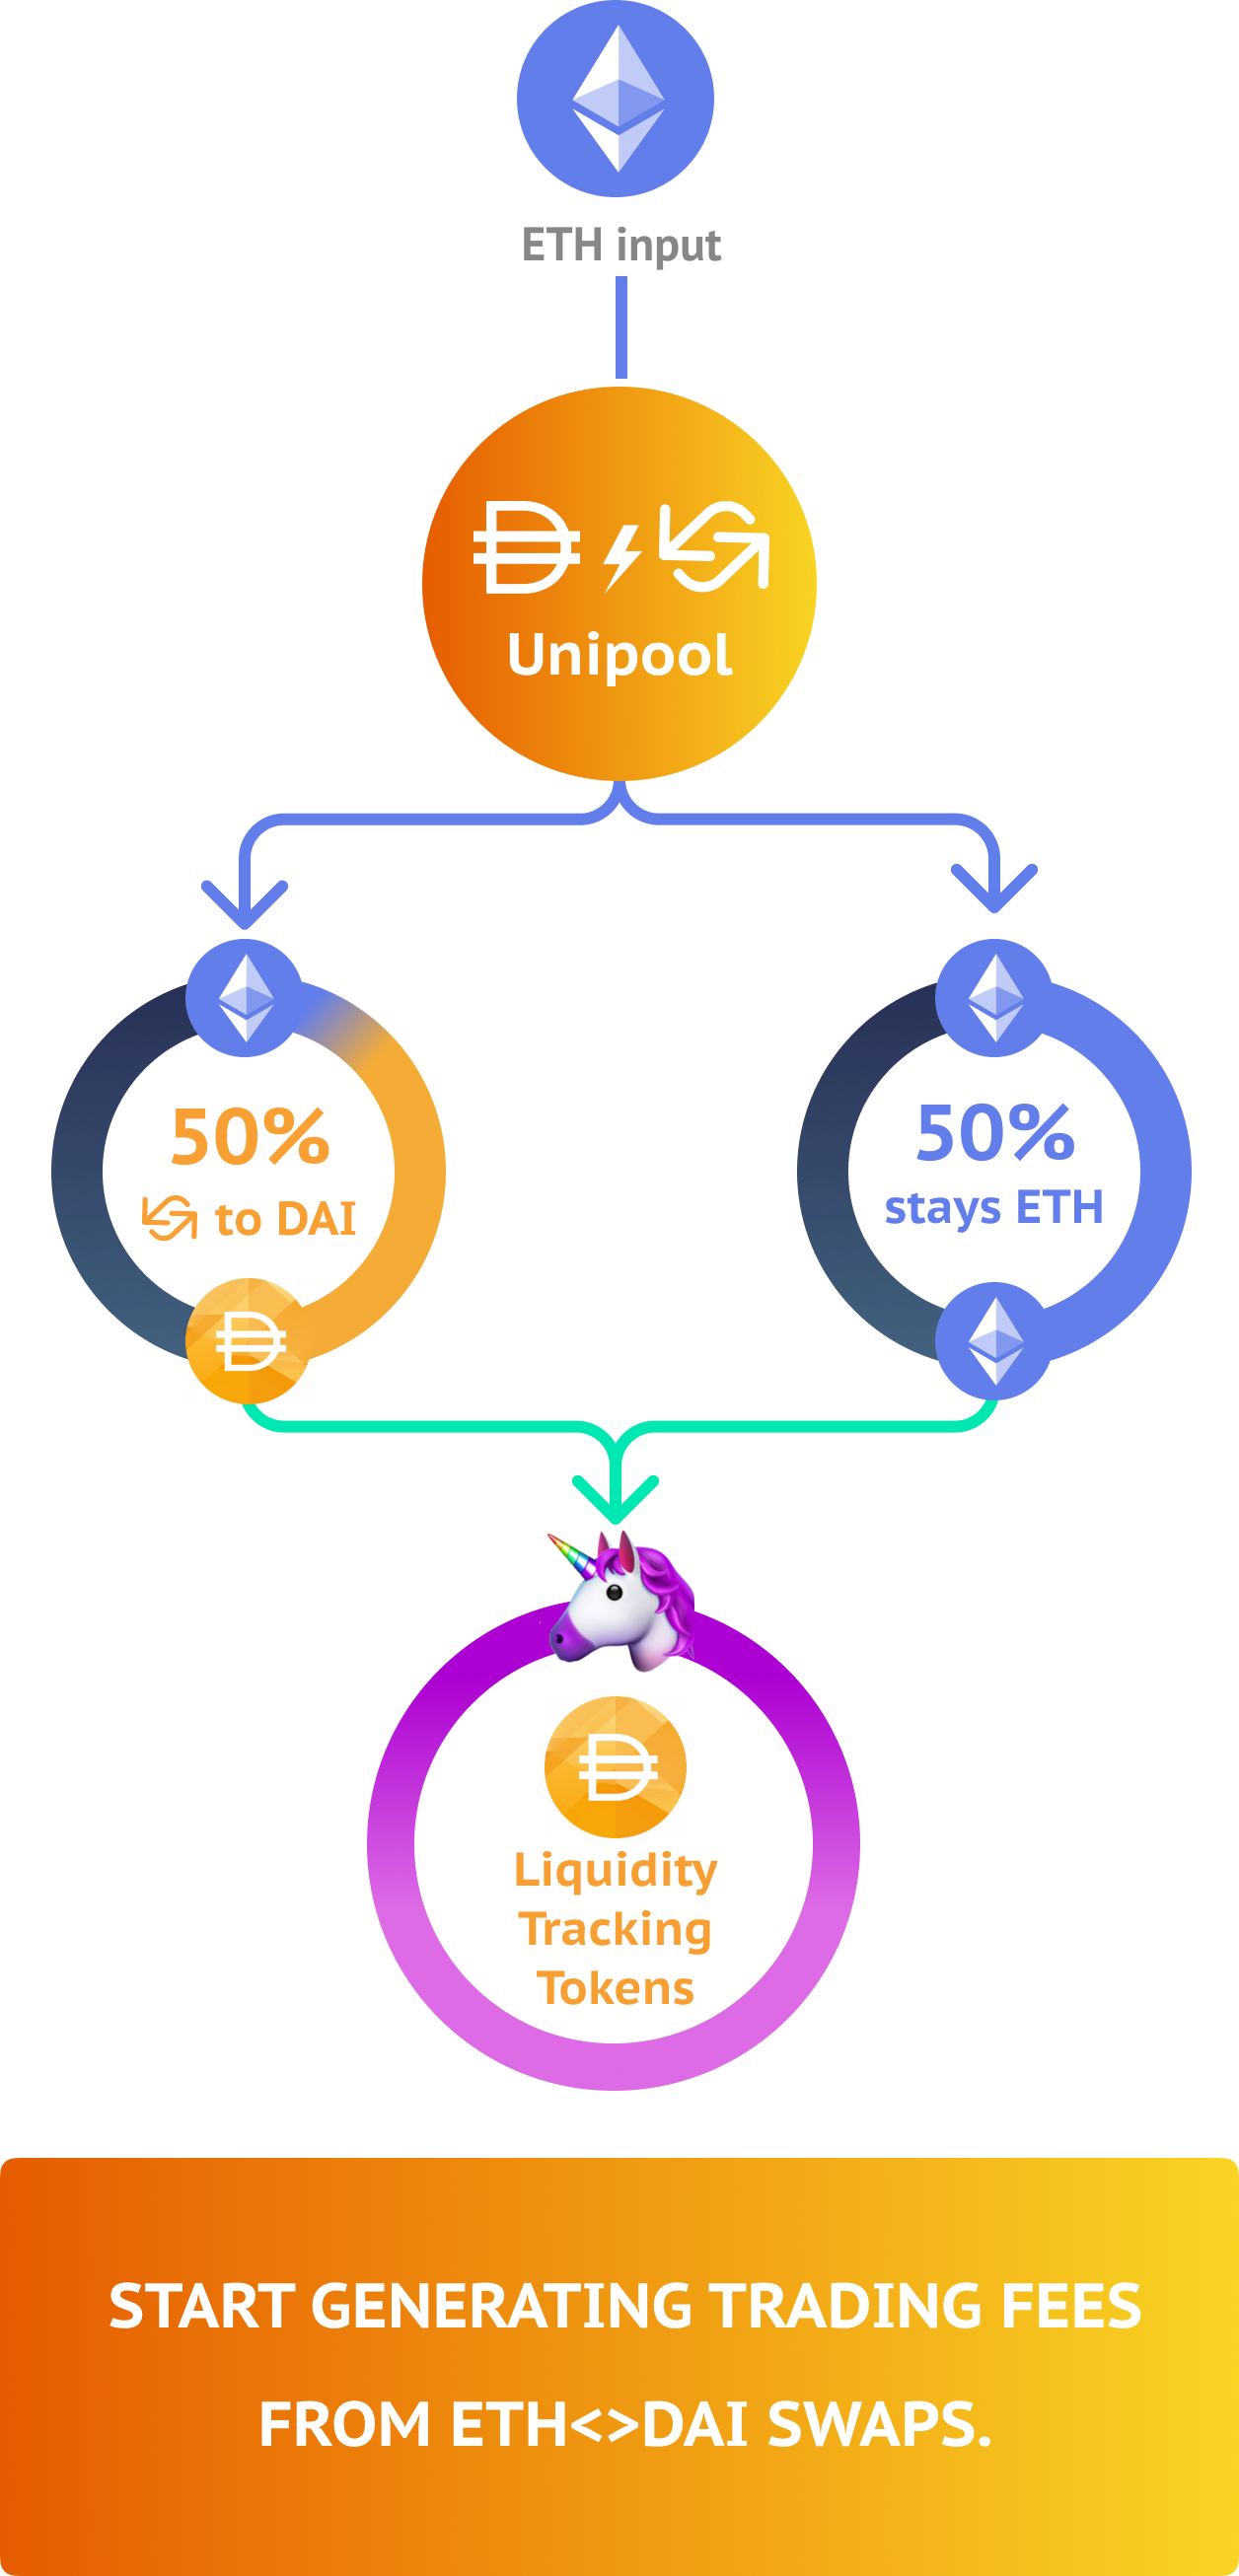 ETH input
Unipool
50%
to DAI
50%
stays ETH
Liquidity
Tracking
Tokens
START GENERATING TRADING FEES
FROM ETH<>DAI SWAPS.